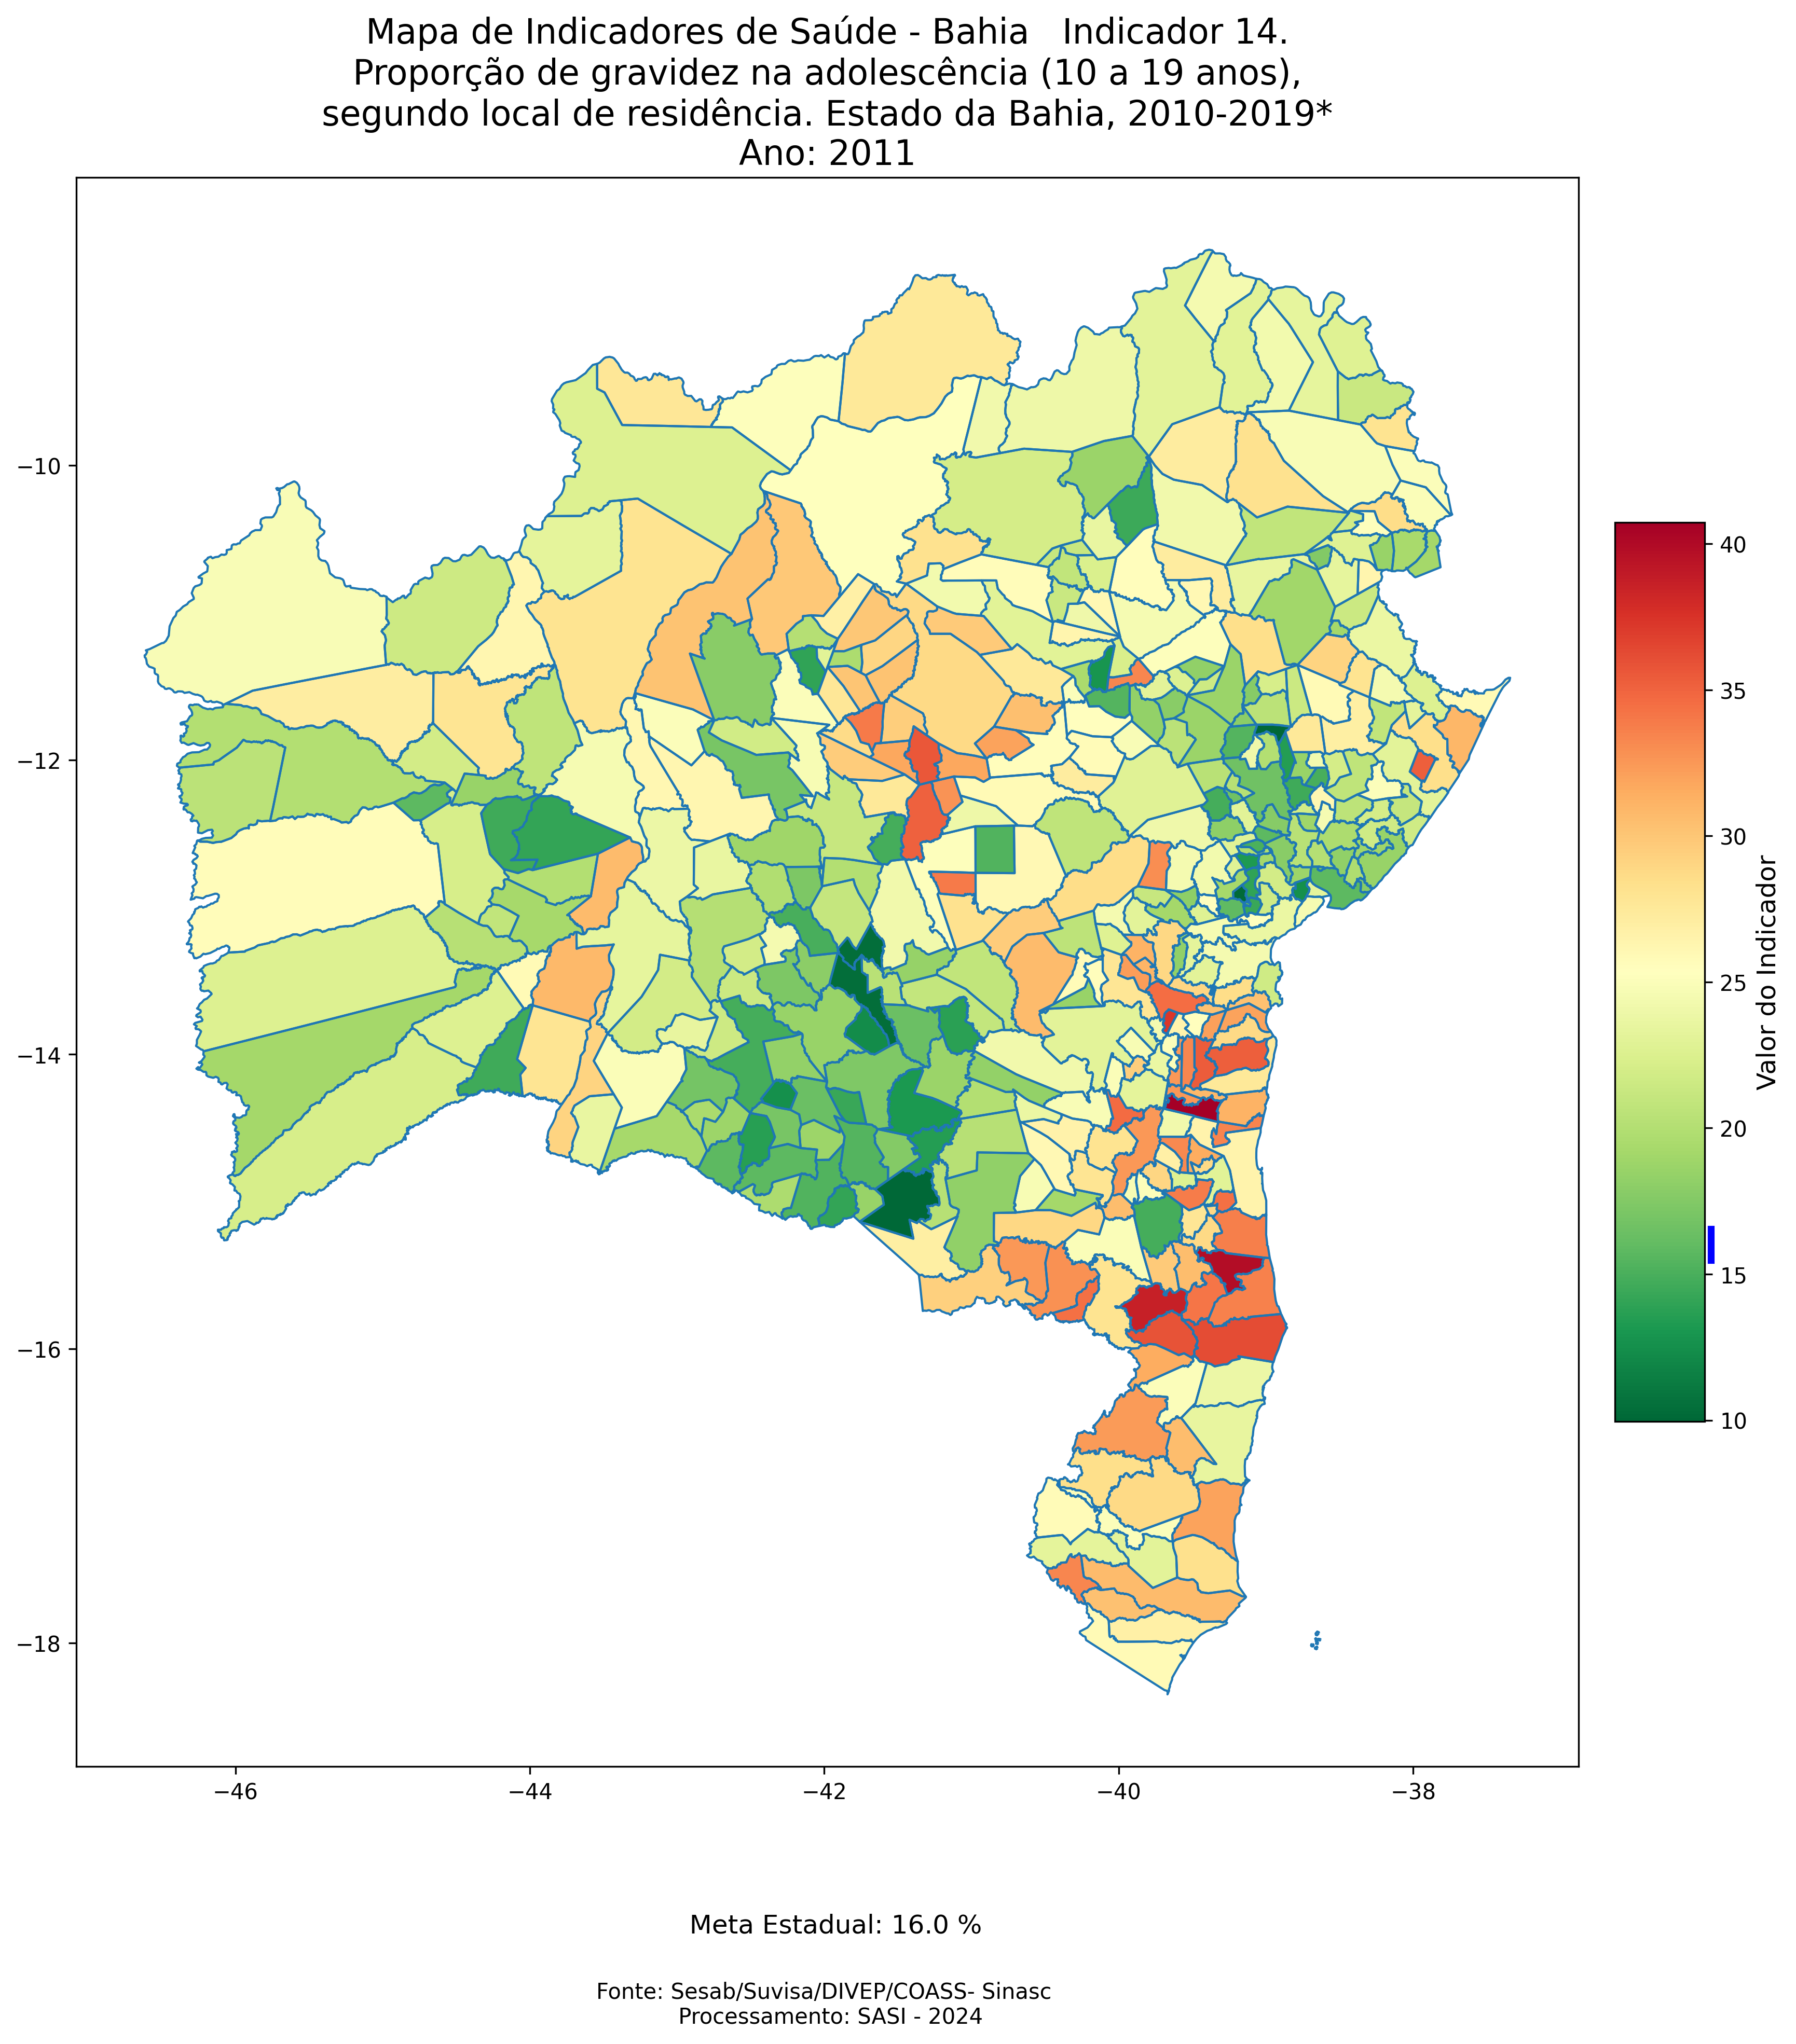 Mapa de Indicadores de Saúde - Bahia   Indicador 14.
Proporção de gravidez na adolescência (10 a 19 anos),
segundo local de residência. Estado da Bahia, 2010-2019*
Ano: 2011
−10
−12
−14
−16
−18
−46
−44
−42
−40
−38
40
35
30
25
20
15
10
Valor do Indicador
Meta Estadual: 16.0 %
Fonte: Sesab/Suvisa/DIVEP/COASS- Sinasc
Processamento: SASI - 2024